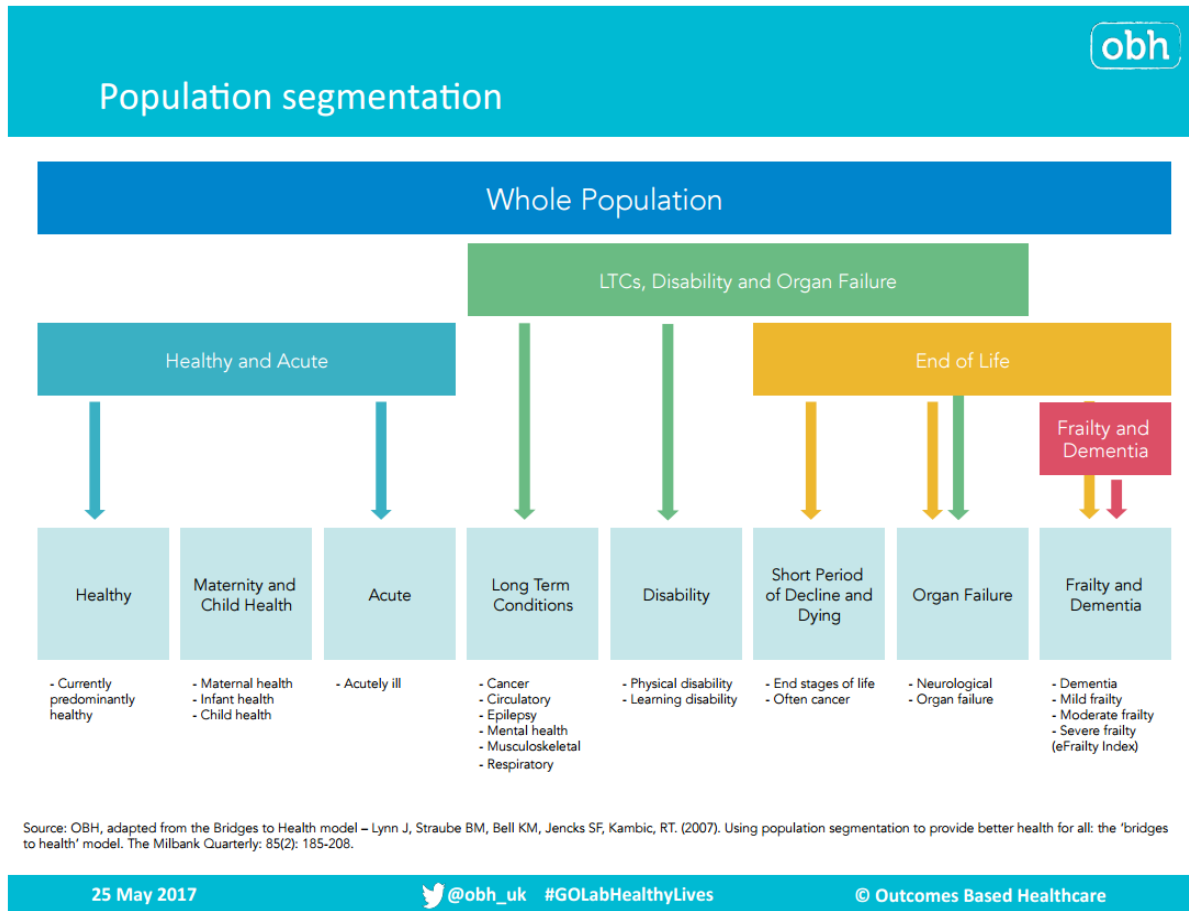 obh
Population segmentation
Whole Population
LTCs, Disability and Organ Failure
Healthy and Acute
End of Life
Frailty and
Dementia
Healthy
Maternity and
Child Health
Acute
Long Term
Conditions
Disability
Short Period
of Decline and
Dying
Organ Failure
Frailty and
Dementia
- Currently
predominantly
healthy
- Maternal health
- Infant health
- Child health
- Acutely ill
- Cancer
- Circulatory
- Epilepsy
- Mental health
- Musculoskeletal
- Respiratory
- Physical disability
- Learning disability
- End stages of life
- Often cancer
- Neurological
- Organ failure
- Dementia
- Mild frailty
- Moderate frailty
- Severe frailty
(eFrailty Index)
Source: OBH, adapted from the Bridges to Health model – Lynn J, Straube BM, Bell KM, Jencks SF, Kambic, RT. (2007). Using population segmentation to provide better health for all: the ‘bridges
to health’ model. The Milbank Quarterly: 85(2): 185-208.
25 May 2017
@obh_uk #GOLabHealthyLives
© Outcomes Based Healthcare